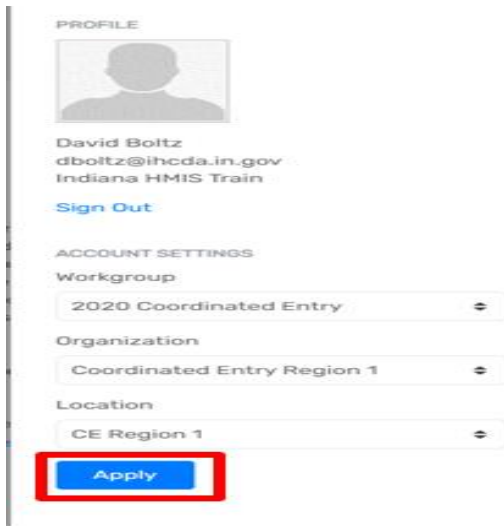 PROFILE
David Boltz
dboltz@ihcda.in.gov
Indiana HMIS Train
Sign Out
ACCOUNT SETTINGS
Workgroup
2020 Coordinated Entry
Organization
Coordinated Entry Region 1
Location
CE Region 1
Apply